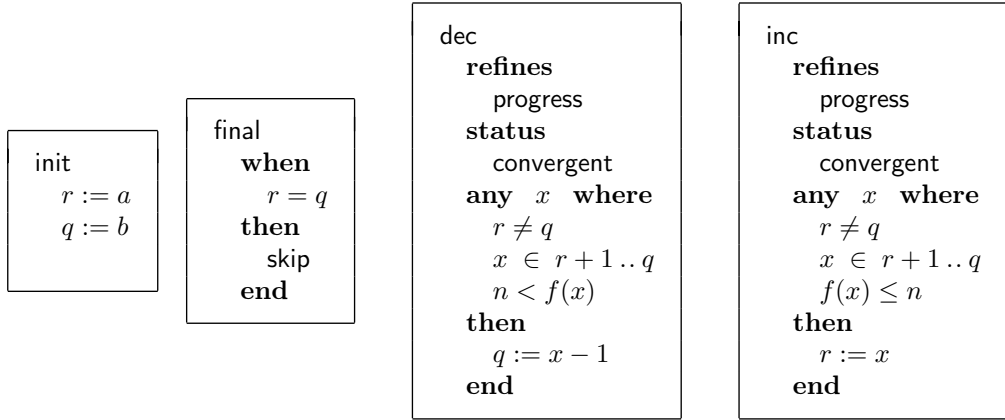 init
r := a
q := b
final
when
r = q
then
skip
end
dec
refines
progress
status
convergent
any x where
r ≠ q
x ∈ r + 1 .. q
n < f(x)
then
q := x − 1
end
inc
refines
progress
status
convergent
any x where
r ≠ q
x ∈ r + 1 .. q
f(x) ≤ n
then
r := x
end